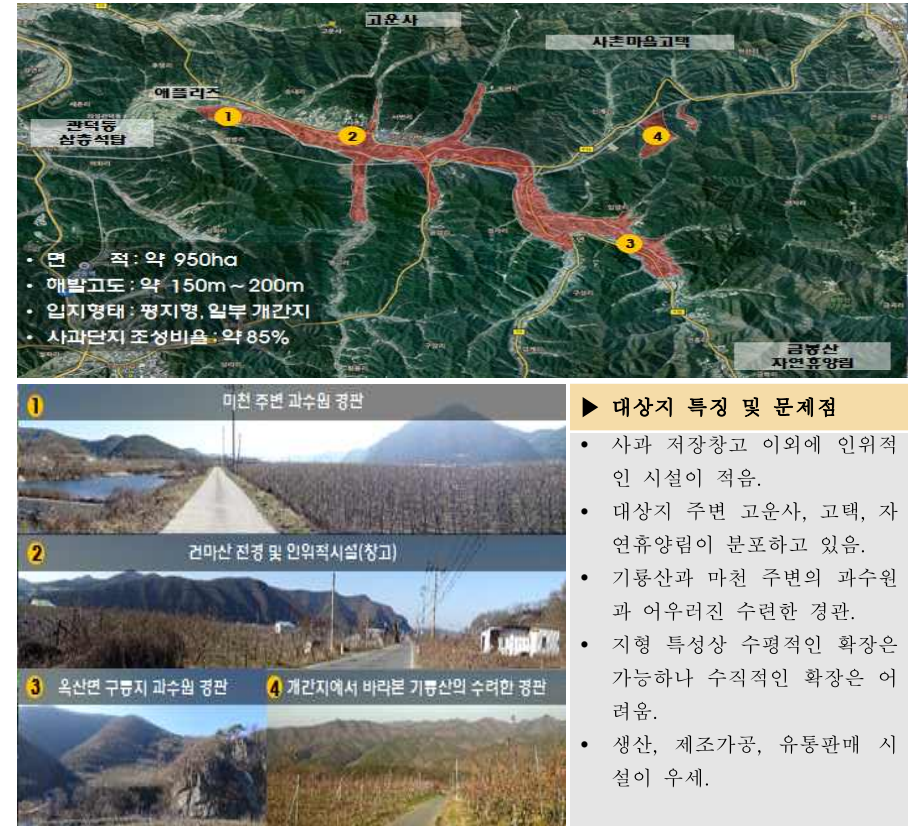 고운사
사촌마을고택
애플리즈
관덕동
삼층석탑
1
2
4
3
• 면 적 : 약 950ha
• 해발고도 : 약 150m ~ 200m
• 입지형태 : 평지형, 일부 개간지
• 사과단지 조성비율 : 약 85%
금봉산
자연휴양림
1 미천 주변 과수원 경관
2 건마산 전경 및 인위적시설(창고)
3 옥산면 구릉지 과수원 경관
4 개간지에서 바라본 기룡산의 수려한 경관
▶ 대상지 특징 및 문제점
• 사과 저장창고 이외에 인위적
인 시설이 적음.
• 대상지 주변 고운사, 고택, 자
연휴양림이 분포하고 있음.
• 기룡산과 마천 주변의 과수원
과 어우러진 수련한 경관.
• 지형 특성상 수평적인 확장은
가능하나 수직적인 확장은 어
려움.
• 생산, 제조가공, 유통판매 시
설이 우세.